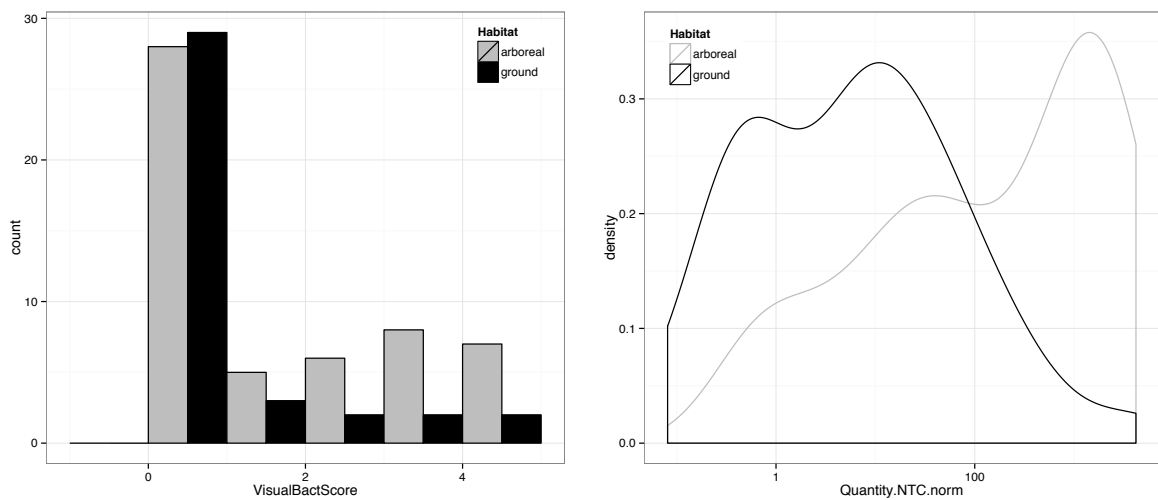 30
20
10
0
count
0
2
4
VisualBactScore
Habitat
arboreal
ground
0.3
0.2
0.1
0.0
density
1
100
Quantity.NTC.norm
Habitat
arboreal
ground